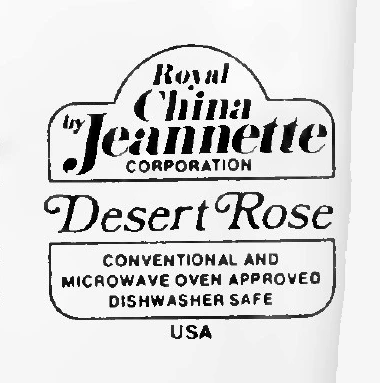 Royal
China
by Jeannette
CORPORATION
Desert Rose
CONVENTIONAL AND
MICROWAVE OVEN APPROVED
DISHWASHER SAFE
USA